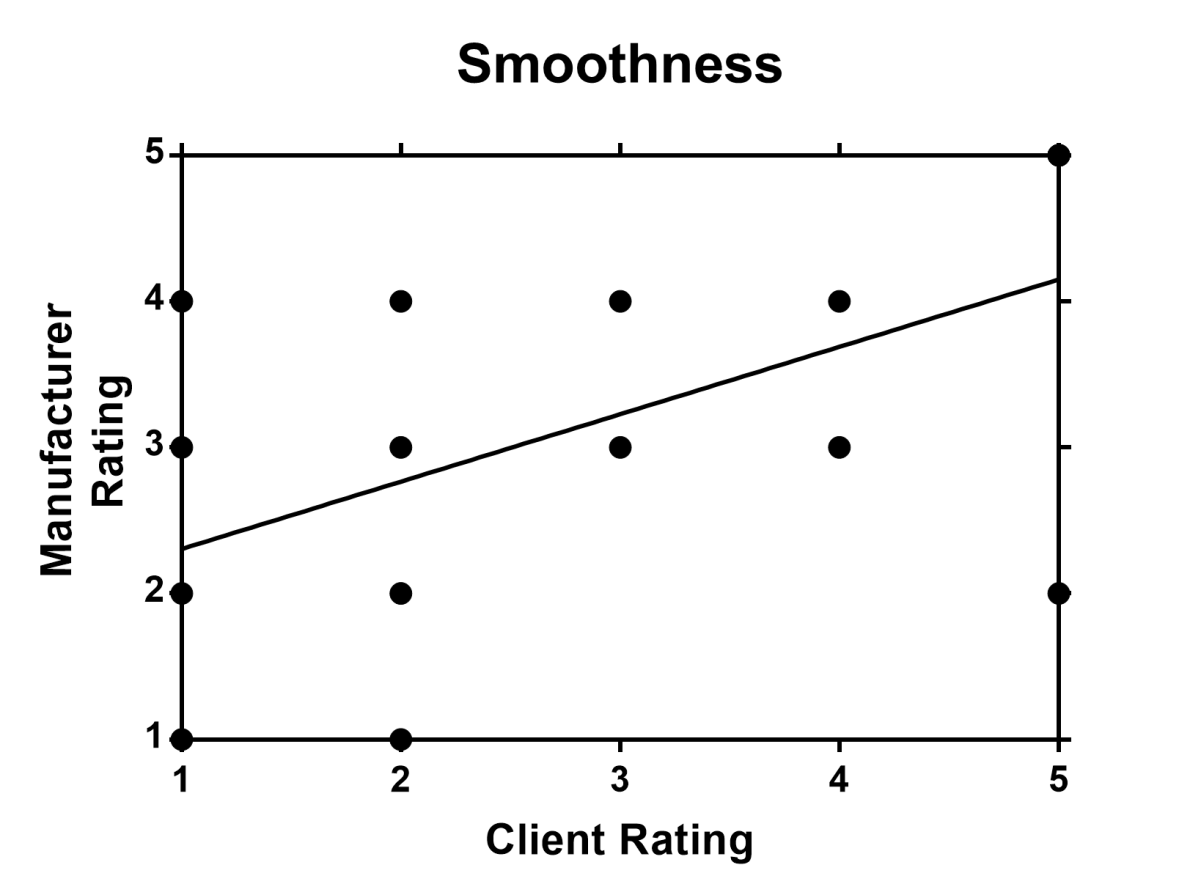 Smoothness
5
4
3
2
1
Manufacturer
Rating
1 2 3 4 5
Client Rating